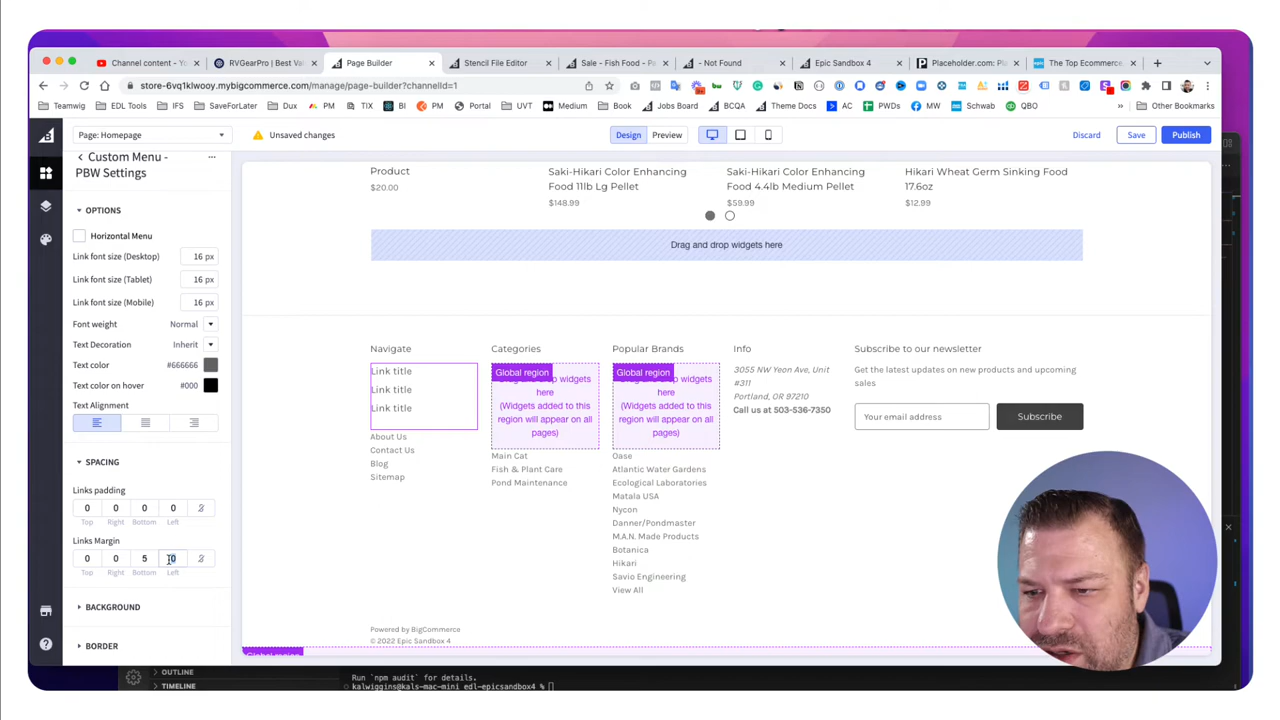 Channel content - Y
RVGearPro | Best Val
Page Builder
Stencil File Editor
Sale - Fish Food - Pa
- Not Found
Epic Sandbox 4
Placeholder.com: Pl
The Top Ecommerce
store-6vq1klwooy.mybigcommerce.com/manage/page-builder?channelId=1
Teamwig
EDL Tools
IFS
SaveForLater
Dux
TIX
BI
PM
Portal
UVT
Medium
Book
Jobs Board
BCQA
Theme Docs
AC
PWDs
MW
Schwab
QBO
»
Other Bookmarks
Page: Homepage
Unsaved changes
Design
Preview
Discard
Save
Publish
Custom Menu -
PBW Settings
OPTIONS
Horizontal Menu
Link font size (Desktop) 16 px
Link font size (Tablet) 16 px
Link font size (Mobile) 16 px
Font weight Normal
Text Decoration Inherit
Text color #666666
Text color on hover #000
Text Alignment
SPACING
Links padding
0 0 0 0
Top Right Bottom Left
Links Margin
0 0 5
Top Right Bottom Left
BACKGROUND
BORDER
Product
$20.00
Saki-Hikari Color Enhancing
Food 11lb Lg Pellet
$148.99
Saki-Hikari Color Enhancing
Food 4.4lb Medium Pellet
$59.99
Hikari Wheat Germ Sinking Food
17.6oz
$12.99
Drag and drop widgets here
Navigate
Link title
Link title
Link title
About Us
Contact Us
Blog
Sitemap
Categories
Global region
here
(Widgets added to this
region will appear on all
pages)
Main Cat
Fish & Plant Care
Pond Maintenance
Popular Brands
Global region
here
(Widgets added to this
region will appear on all
pages)
Oase
Atlantic Water Gardens
Ecological Laboratories
Matala USA
Nycon
Danner/Pondmaster
M.A.N. Made Products
Botanica
Hikari
Savio Engineering
View All
Info
3055 NW Yeon Ave, Unit
#311
Portland, OR 97210
Call us at 503-536-7350
Subscribe to our newsletter
Get the latest updates on new products and upcoming
sales
Your email address
Subscribe
Powered by BigCommerce
© 2022 Epic Sandbox 4
OUTLINE
TIMELINE
Run `npm audit` for details.
kalwiggins@kals-mac-mini edl-epicsandbox4 %